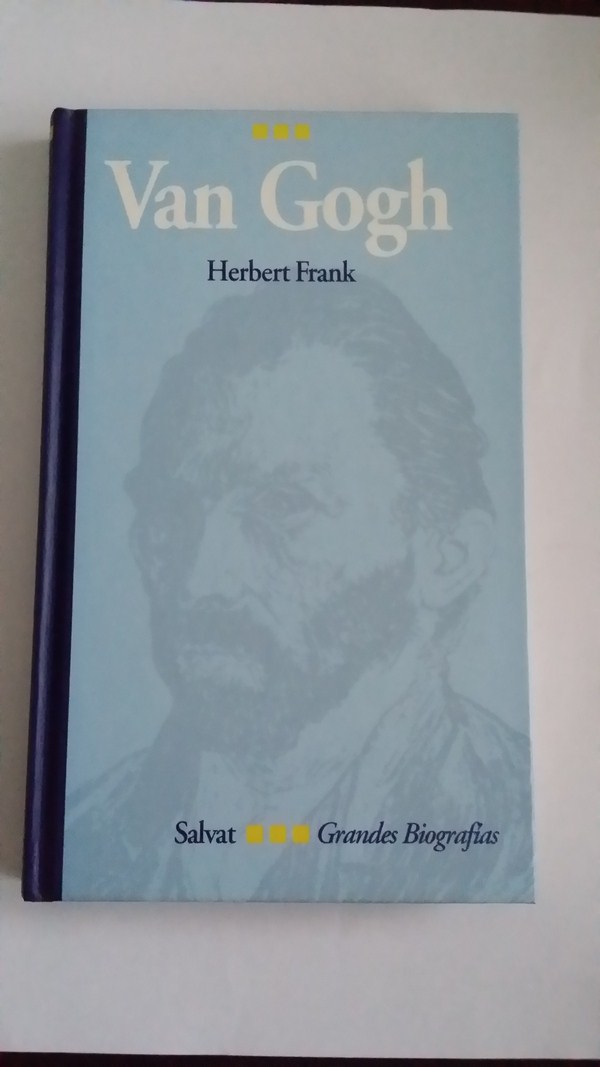 Van Gogh
Herbert Frank
Salvat Grandes Biografías